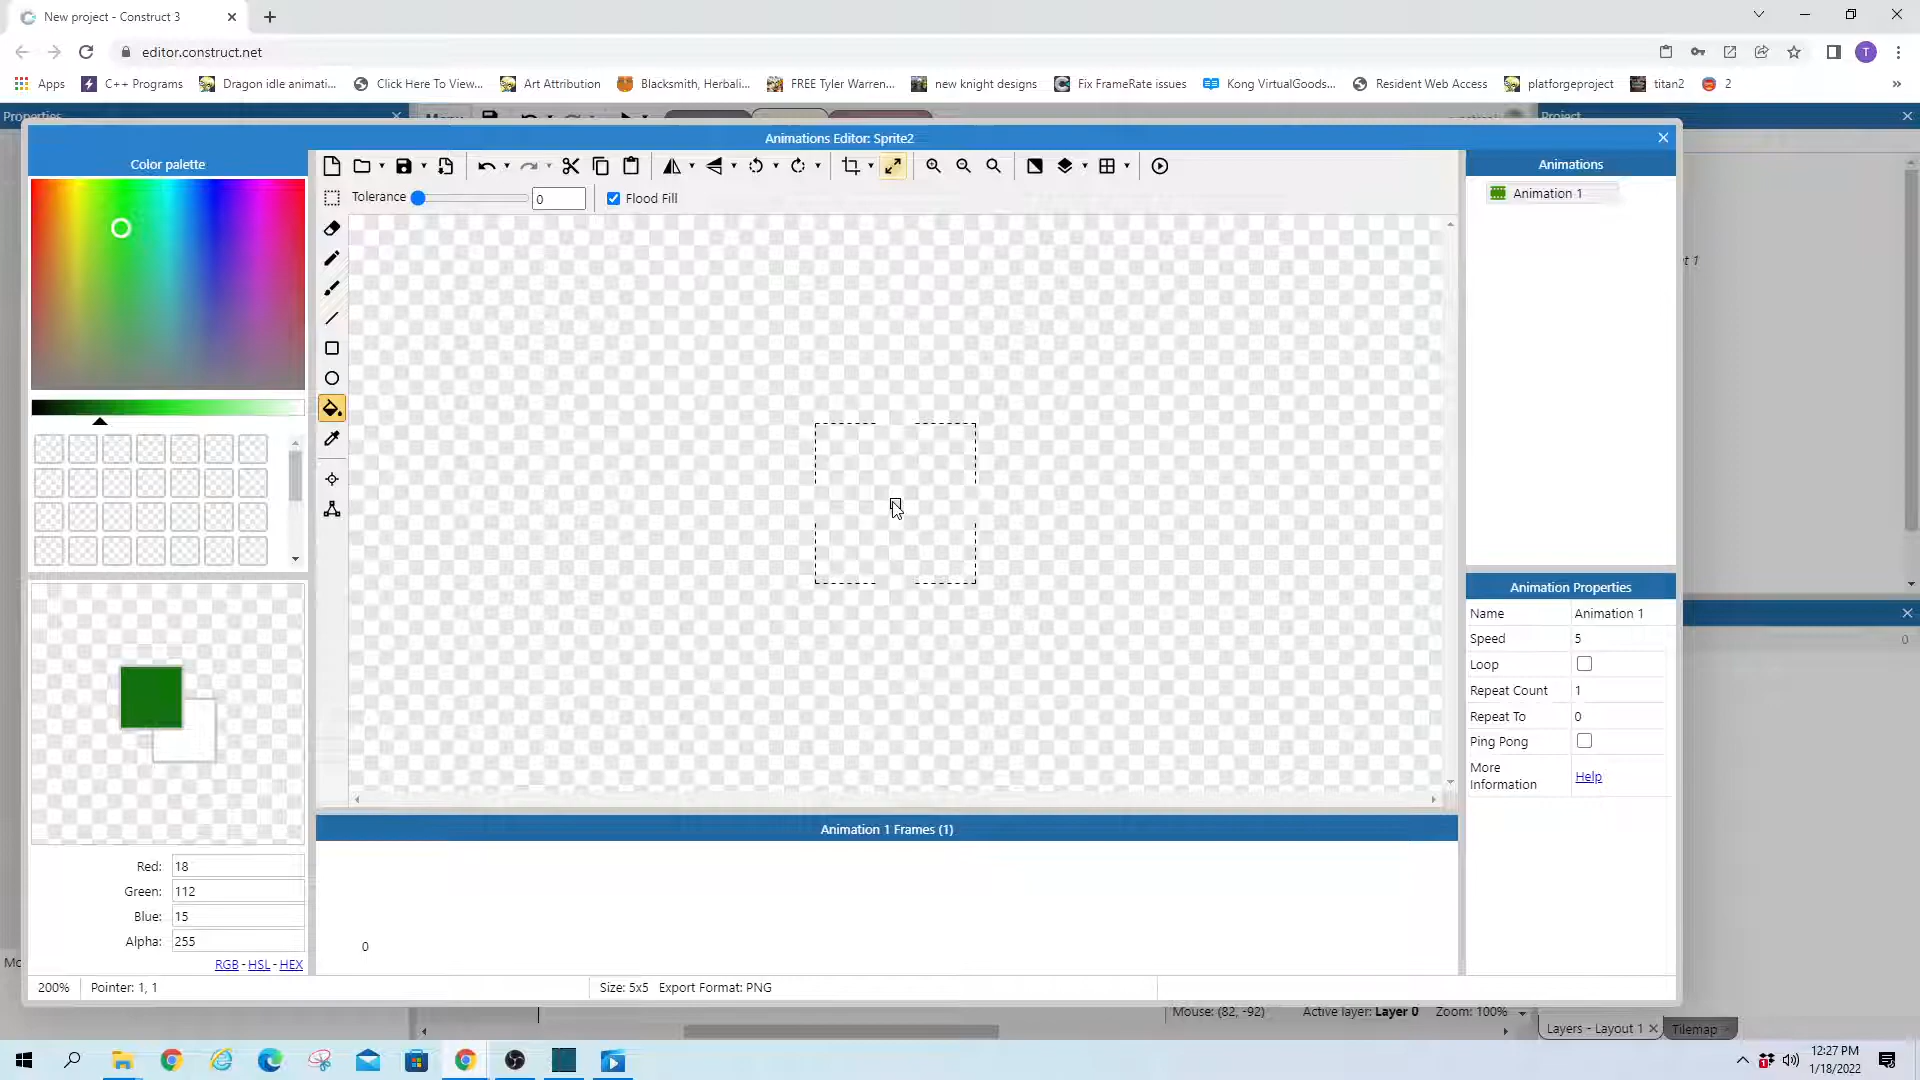 New project - Construct 3
editor.construct.net
Apps
C++ Programs
Dragon idle animati...
Click Here To View...
Art Attribution
Blacksmith, Herbali...
FREE Tyler Warren...
new knight designs
Fix FrameRate issues
Kong VirtualGoods...
Resident Web Access
platforgeproject
titan2
2
»
Properties
Project
Animations Editor: Sprite2
Color palette
Animations
Tolerance
0
Flood Fill
Animation 1
Animation Properties
Name Animation 1
Speed 5
Loop
Repeat Count 1
Repeat To 0
Ping Pong
More
Information
Help
0
Animation 1 Frames (1)
0
Red: 18
Green: 112
Blue: 15
Alpha: 255
RGB - HSL - HEX
200%
Pointer: 1, 1
Size: 5x5 Export Format: PNG
Mouse: (82, -92)
Active layer: Layer 0
Zoom: 100%
Layers - Layout 1
Tilemap
T
12:27 PM
1/18/2022